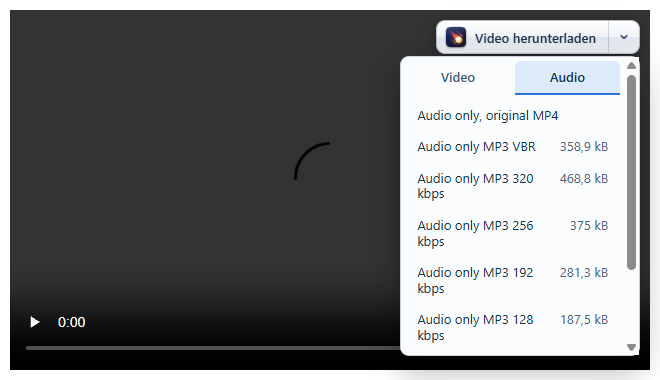 Video herunterladen
Video Audio
Audio only, original MP4
Audio only MP3 VBR 358,9 kB
Audio only MP3 320 468,8 kB
kbps
Audio only MP3 256 375 kB
kbps
Audio only MP3 192 281,3 kB
kbps
Audio only MP3 128 187,5 kB
kbps
0:00